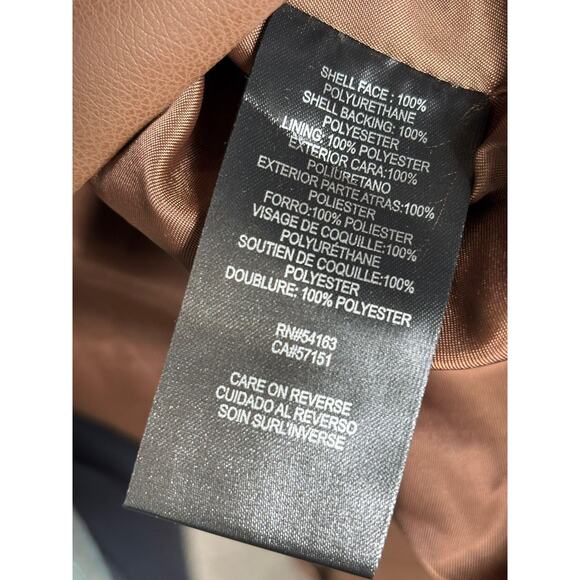 SHELL FACE : 100%
POLYURETHANE
SHELL BACKING: 100%
POLYESETER
LINING: 100% POLYESTER
EXTERIOR CARA:100%
POLIURETANO
EXTERIOR PARTE ATRAS:100%
POLIESTER
FORRO:100% POLIESTER
VISAGE DE COQUILLE:100%
POLYURÉTHANE
SOUTIEN DE COQUILLE:100%
POLYESTER
DOUBLURE: 100% POLYESTER
RN#54163
CA#57151
CARE ON REVERSE
CUIDADO AL REVERSO
SOIN SURL'INVERSE